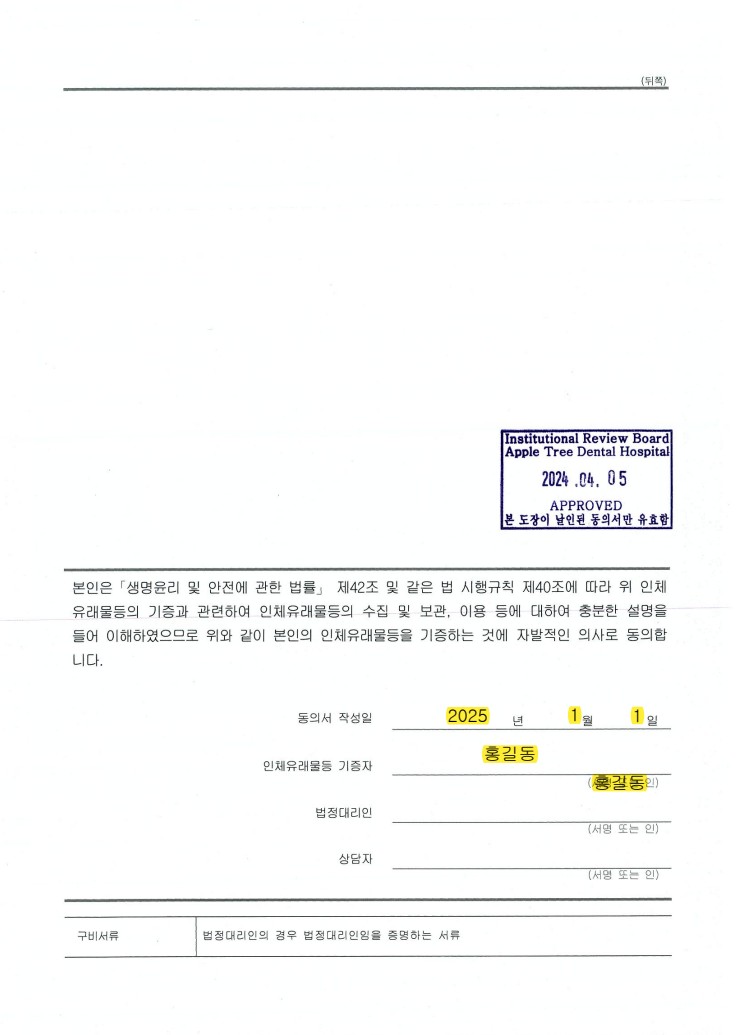 (뒤쪽)
Institutional Review Board
Apple Tree Dental Hospital
2024 .04. 05
APPROVED
본 도장이 날인된 동의서만 유효함
본인은「생명윤리 및 안전에 관한 법률」 제42조 및 같은 법 시행규칙 제40조에 따라 위 인체
유래물등의 기증과 관련하여 인체유래물등의 수집 및 보관, 이용 등에 대하여 충분한 설명을
들어 이해하였으므로 위와 같이 본인의 인체유래물등을 기증하는 것에 자발적인 의사로 동의합
니다.
동의서 작성일 2025 년 1 월 1 일
인체유래물등 기증자 홍길동
홍길동 인)
법정대리인
(서명 또는 인)
상담자
(서명 또는 인)
구비서류 법정대리인의 경우 법정대리인임을 증명하는 서류